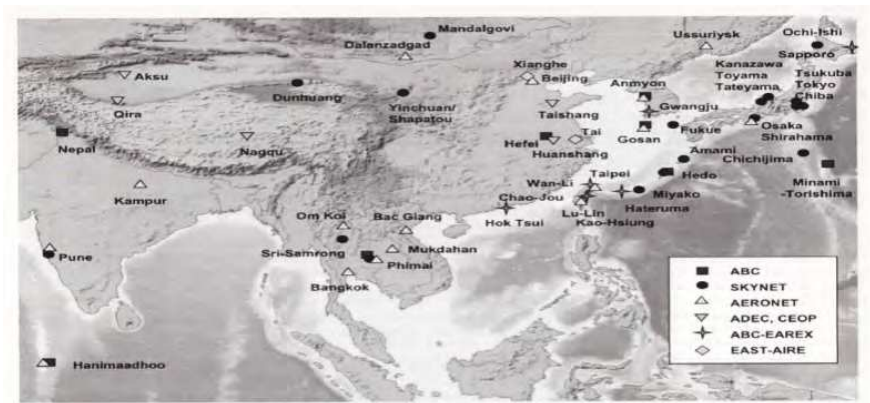 Mandalgovi
Dalanzadgad
Ussuriysk
Ochi-Ishi
Sapporo
Aksu
Dunhuang
Xianghe
Beijing
Kanazawa
Toyama
Tateyama
Tsukuba
Tokyo
Chiba
Qira
Yinchuan/
Shapatou
Anmyon
Gwangju
Taishang
Nepal
Nagqu
Hefei
Tai
Huanshang
Gosan
Fukue
Osaka
Shirahama
Amami
Chichijima
Kampur
Wan-Li
Taipei
Hedo
Minami
-Torishima
Chao-Jou
Miyako
Om Koi
Bac Giang
Hok Tsui
Lu-Lin
Hateruma
Kao-Hsiung
Pune
Sri-Samrong
Mukdahan
Phimai
Bangkok
Hanimaadhoo
ABC
SKYNET
AERONET
ADEC, CEOP
ABC-EAREX
EAST-AIRE